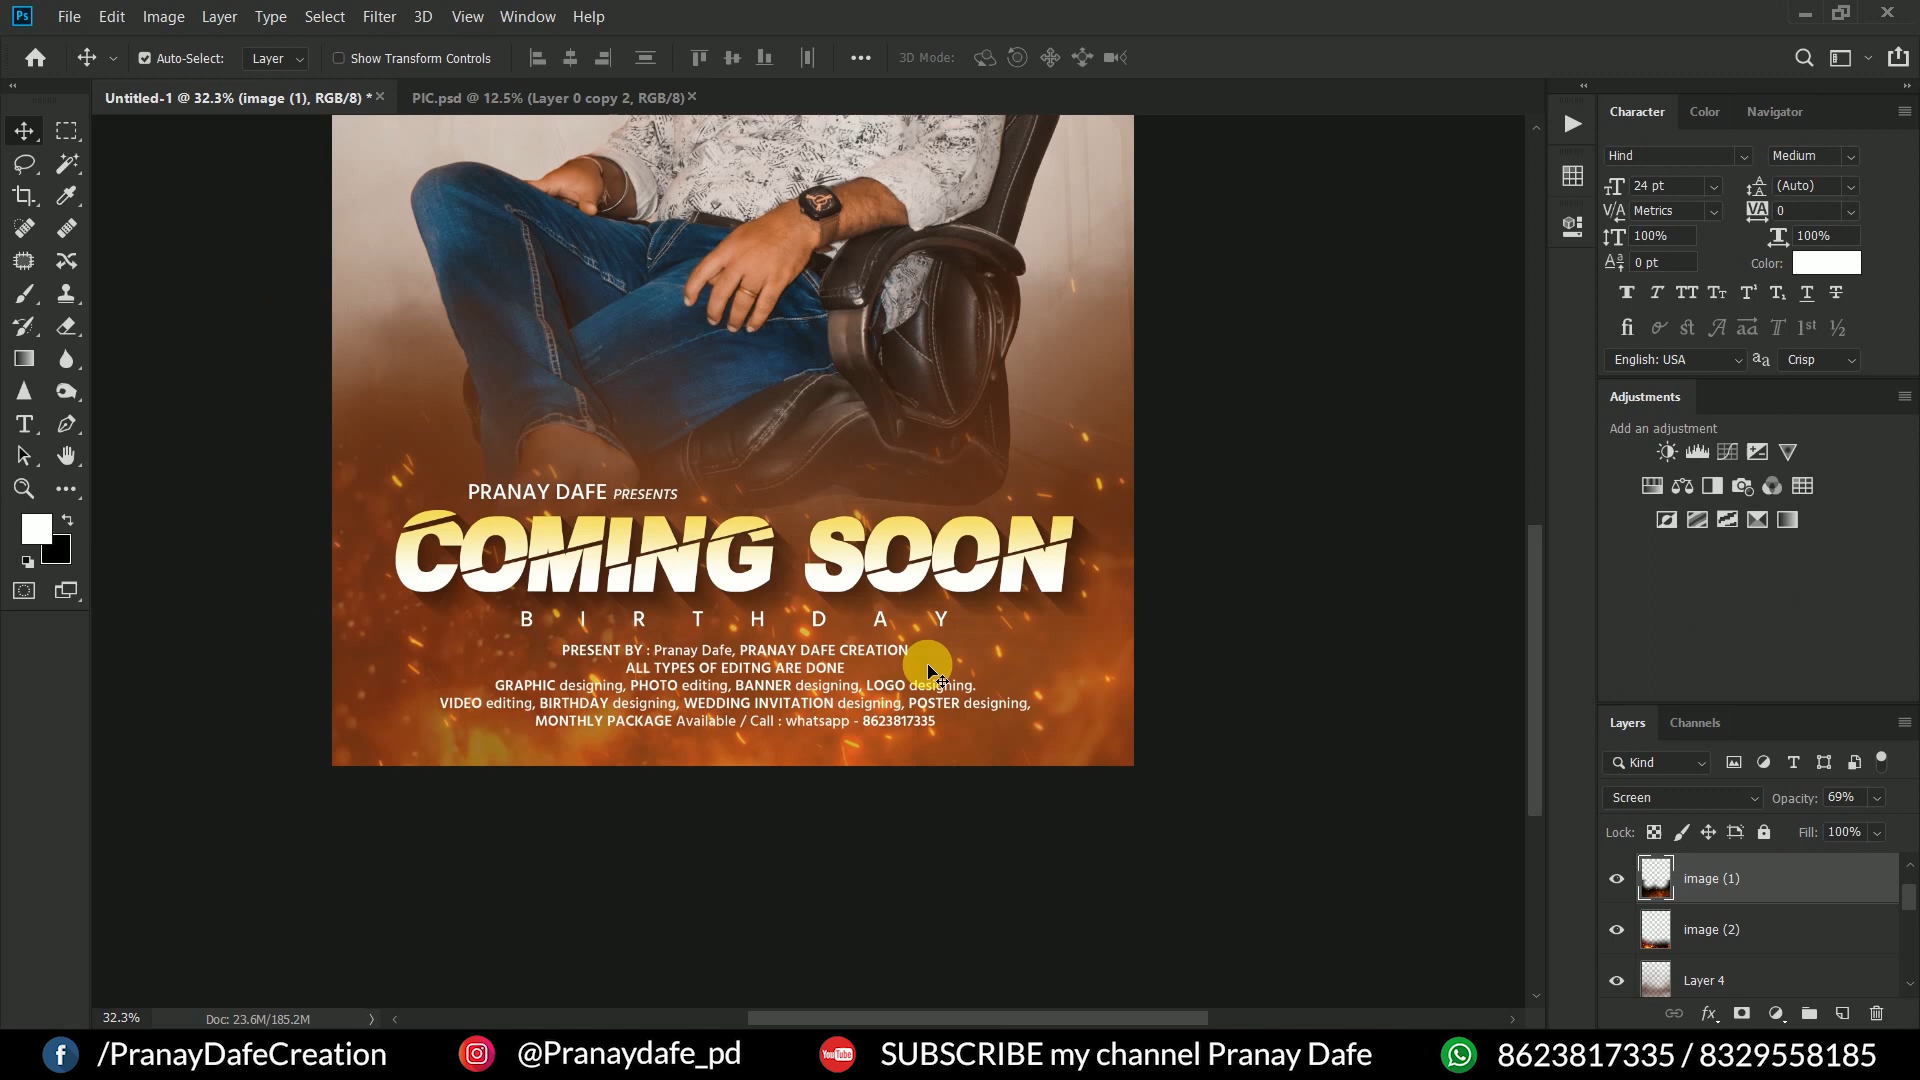 Ps File Edit Image Layer Type Select Filter 3D View Window Help
Auto-Select: Layer Show Transform Controls 3D Mode:
Untitled-1 @ 32.3% (image (1), RGB/8) * PIC.psd @ 12.5% (Layer 0 copy 2, RGB/8)
Character Color Navigator
Hind Medium
24 pt (Auto)
Metrics 0
100% 100%
0 pt Color:
English: USA Crisp
Adjustments
Add an adjustment
PRANAY DAFE PRESENTS
COMING SOON
BIRTHDAY
PRESENT BY : Pranay Dafe, PRANAY DAFE CREATION
ALL TYPES OF EDITNG ARE DONE
GRAPHIC designing, PHOTO editing, BANNER designing, LOGO designing.
VIDEO editing, BIRTHDAY designing, WEDDING INVITATION designing, POSTER designing,
MONTHLY PACKAGE Available / Call : whatsapp - 8623817335
Layers Channels
Kind
Screen Opacity: 69%
Lock: Fill: 100%
image (1)
image (2)
Layer 4
32.3% Doc: 23.6M/185.2M
/PranayDafeCreation @Pranaydafe_pd YouTube SUBSCRIBE my channel Pranay Dafe 8623817335 / 8329558185